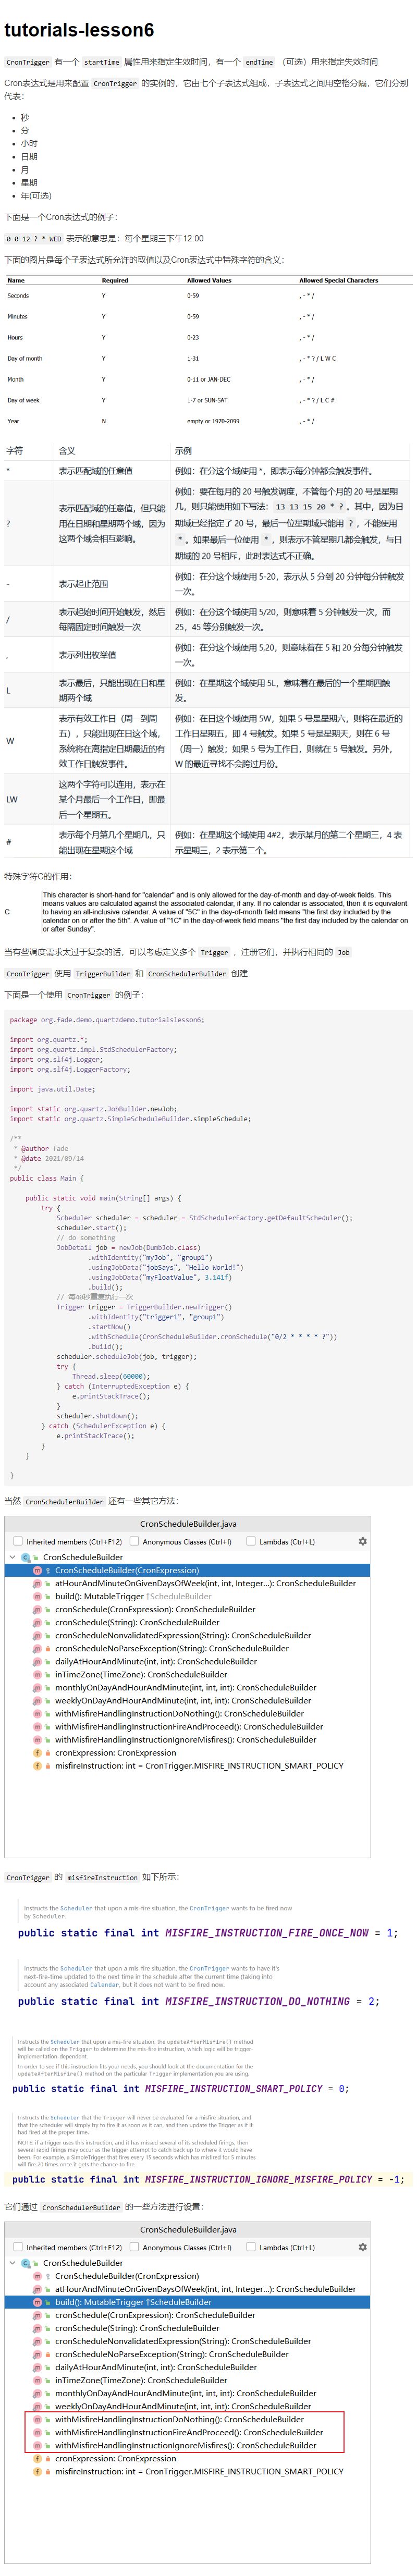 tutorials-lesson6
CronTrigger 有一个 startTime 属性用来指定生效时间，有一个 endTime （可选）用来指定失效时间
Cron表达式是用来配置 CronTrigger 的实例的，它由七个子表达式组成，子表达式之间用空格分隔，它们分别
代表：
秒
分
小时
日期
月
星期
年(可选)
下面是一个Cron表达式的例子：
0 0 12 ? * WED 表示的意思是：每个星期三下午12:00
下面的图片是每个子表达式所允许的取值以及Cron表达式中特殊字符的含义：
Name Required Allowed Values Allowed Special Characters
Seconds Y 0-59 , - * /
Minutes Y 0-59 , - * /
Hours Y 0-23 , - * /
Day of month Y 1-31 , - * ? / L W C
Month Y 0-11 or JAN-DEC , - * /
Day of week Y 1-7 or SUN-SAT , - * ? / L C #
Year N empty or 1970-2099 , - * /
字符 含义 示例
* 表示匹配域的任意值 例如：在分这个域使用 *，即表示每分钟都会触发事件。
? 表示匹配域的任意值，但只能用在日期和星期两个域，因为这两个域会相互影响。 例如：要在每月的 20 号触发调度，不管每个月的 20 号是星期几，则只能使用如下写法： 13 13 15 20 * ? 。其中，因为日期域已经指定了 20 号，最后一位星期域只能用 ? ，不能使用 * 。如果最后一位使用 * ，则表示不管星期几都会触发，与日期域的 20 号相斥，此时表达式不正确。
- 表示起止范围 例如：在分这个域使用 5-20，表示从 5 分到 20 分钟每分钟触发一次。
/ 表示起始时间开始触发，然后每隔固定时间触发一次 例如：在分这个域使用 5/20，则意味着 5 分钟触发一次，而 25，45 等分别触发一次。
, 表示列出枚举值 例如：在分这个域使用 5,20，则意味着在 5 和 20 分每分钟触发一次。
L 表示最后，只能出现在日和星期两个域 例如：在星期这个域使用 5L，意味着在最后的一个星期四触发。
W 表示有效工作日（周一到周五），只能出现在日这个域，系统将在离指定日期最近的有效工作日触发事件。 例如：在日这个域使用 5W，如果 5 号是星期六，则将在最近的工作日星期五，即 4 号触发。如果 5 号是星期天，则在 6 号（周一）触发；如果 5 号为工作日，则就在 5 号触发。另外，W 的最近寻找不会跨过月份。
LW 这两个字符可以连用，表示在某个月最后一个工作日，即最后一个星期五。
# 表示每个月第几个星期几，只能出现在星期这个域 例如：在星期这个域使用 4#2，表示某月的第二个星期三，4 表示星期三，2 表示第二个。
特殊字符C的作用：
C This character is short-hand for "calendar" and is only allowed for the day-of-month and day-of-week fields. This
means values are calculated against the associated calendar, if any. If no calendar is associated, then it is equivalent
to having an all-inclusive calendar. A value of "5C" in the day-of-month field means "the first day included by the
calendar on or after the 5th". A value of "1C" in the day-of-week field means "the first day included by the calendar on
or after Sunday".
当有些调度需求太过于复杂的话，可以考虑定义多个 Trigger ，注册它们，并执行相同的 Job
CronTrigger 使用 TriggerBuilder 和 CronSchedulerBuilder 创建
下面是一个使用 CronTrigger 的例子：
package org.fade.demo.quartzdemo.tutorialslesson6;
import org.quartz.*;
import org.quartz.impl.StdSchedulerFactory;
import org.slf4j.Logger;
import org.slf4j.LoggerFactory;
import java.util.Date;
import static org.quartz.JobBuilder.newJob;
import static org.quartz.SimpleScheduleBuilder.simpleSchedule;
/**
* @author fade
* @date 2021/09/14
*/
public class Main {
public static void main(String[] args) {
try {
Scheduler scheduler = scheduler = StdSchedulerFactory.getDefaultScheduler();
scheduler.start();
// do something
JobDetail job = newJob(DumbJob.class)
.withIdentity("myJob", "group1")
.usingJobData("jobSays", "Hello World!")
.usingJobData("myFloatValue", 3.141f)
.build();
// 每40秒重复执行一次
Trigger trigger = TriggerBuilder.newTrigger()
.withIdentity("trigger1", "group1")
.startNow()
.withSchedule(CronScheduleBuilder.cronSchedule("0/2 * * * * ?"))
.build();
scheduler.scheduleJob(job, trigger);
try {
Thread.sleep(60000);
} catch (InterruptedException e) {
e.printStackTrace();
}
scheduler.shutdown();
} catch (SchedulerException e) {
e.printStackTrace();
}
}
}
当然 CronSchedulerBuilder 还有一些其它方法：
CronScheduleBuilder.java
Inherited members (Ctrl+F12) Anonymous Classes (Ctrl+I) Lambdas (Ctrl+L)
CronScheduleBuilder
CronScheduleBuilder(CronExpression)
atHourAndMinuteOnGivenDaysOfWeek(int, int, Integer...): CronScheduleBuilder
build(): MutableTrigger ↑ScheduleBuilder
cronSchedule(CronExpression): CronScheduleBuilder
cronSchedule(String): CronScheduleBuilder
cronScheduleNonvalidatedExpression(String): CronScheduleBuilder
cronScheduleNoParseException(String): CronScheduleBuilder
dailyAtHourAndMinute(int, int): CronScheduleBuilder
inTimeZone(TimeZone): CronScheduleBuilder
monthlyOnDayAndHourAndMinute(int, int, int): CronScheduleBuilder
weeklyOnDayAndHourAndMinute(int, int, int): CronScheduleBuilder
withMisfireHandlingInstructionDoNothing(): CronScheduleBuilder
withMisfireHandlingInstructionFireAndProceed(): CronScheduleBuilder
withMisfireHandlingInstructionIgnoreMisfires(): CronScheduleBuilder
cronExpression: CronExpression
misfireInstruction: int = CronTrigger.MISFIRE_INSTRUCTION_SMART_POLICY
CronTrigger 的 misfireInstruction 如下所示：
Instructs the Scheduler that upon a mis-fire situation, the CronTrigger wants to be fired now
by Scheduler.
public static final int MISFIRE_INSTRUCTION_FIRE_ONCE_NOW = 1;
Instructs the Scheduler that upon a mis-fire situation, the CronTrigger wants to have it's
next-fire-time updated to the next time in the schedule after the current time (taking into
account any associated Calendar, but it does not want to be fired now.
public static final int MISFIRE_INSTRUCTION_DO_NOTHING = 2;
Instructs the Scheduler that upon a mis-fire situation, the updateAfterMisfire() method
will be called on the Trigger to determine the mis-fire instruction, which logic will be trigger-
implementation-dependent.
In order to see if this instruction fits your needs, you should look at the documentation for the
updateAfterMisfire() method on the particular Trigger implementation you are using.
public static final int MISFIRE_INSTRUCTION_SMART_POLICY = 0;
Instructs the Scheduler that the Trigger will never be evaluated for a misfire situation, and
that the scheduler will simply try to fire it as soon as it can, and then update the Trigger as if it
had fired at the proper time.
NOTE: if a trigger uses this instruction, and it has missed several of its scheduled firings, then
several rapid firings may occur as the trigger attempt to catch back up to where it would have
been. For example, a SimpleTrigger that fires every 15 seconds which has misfired for 5 minutes
will fire 20 times once it gets the chance to fire.
public static final int MISFIRE_INSTRUCTION_IGNORE_MISFIRE_POLICY = -1;
它们通过 CronSchedulerBuilder 的一些方法进行设置：
CronScheduleBuilder.java
Inherited members (Ctrl+F12) Anonymous Classes (Ctrl+I) Lambdas (Ctrl+L)
CronScheduleBuilder
CronScheduleBuilder(CronExpression)
atHourAndMinuteOnGivenDaysOfWeek(int, int, Integer...): CronScheduleBuilder
build(): MutableTrigger ↑ScheduleBuilder
cronSchedule(CronExpression): CronScheduleBuilder
cronSchedule(String): CronScheduleBuilder
cronScheduleNonvalidatedExpression(String): CronScheduleBuilder
cronScheduleNoParseException(String): CronScheduleBuilder
dailyAtHourAndMinute(int, int): CronScheduleBuilder
inTimeZone(TimeZone): CronScheduleBuilder
monthlyOnDayAndHourAndMinute(int, int, int): CronScheduleBuilder
weeklyOnDayAndHourAndMinute(int, int, int): CronScheduleBuilder
withMisfireHandlingInstructionDoNothing(): CronScheduleBuilder
withMisfireHandlingInstructionFireAndProceed(): CronScheduleBuilder
withMisfireHandlingInstructionIgnoreMisfires(): CronScheduleBuilder
cronExpression: CronExpression
misfireInstruction: int = CronTrigger.MISFIRE_INSTRUCTION_SMART_POLICY